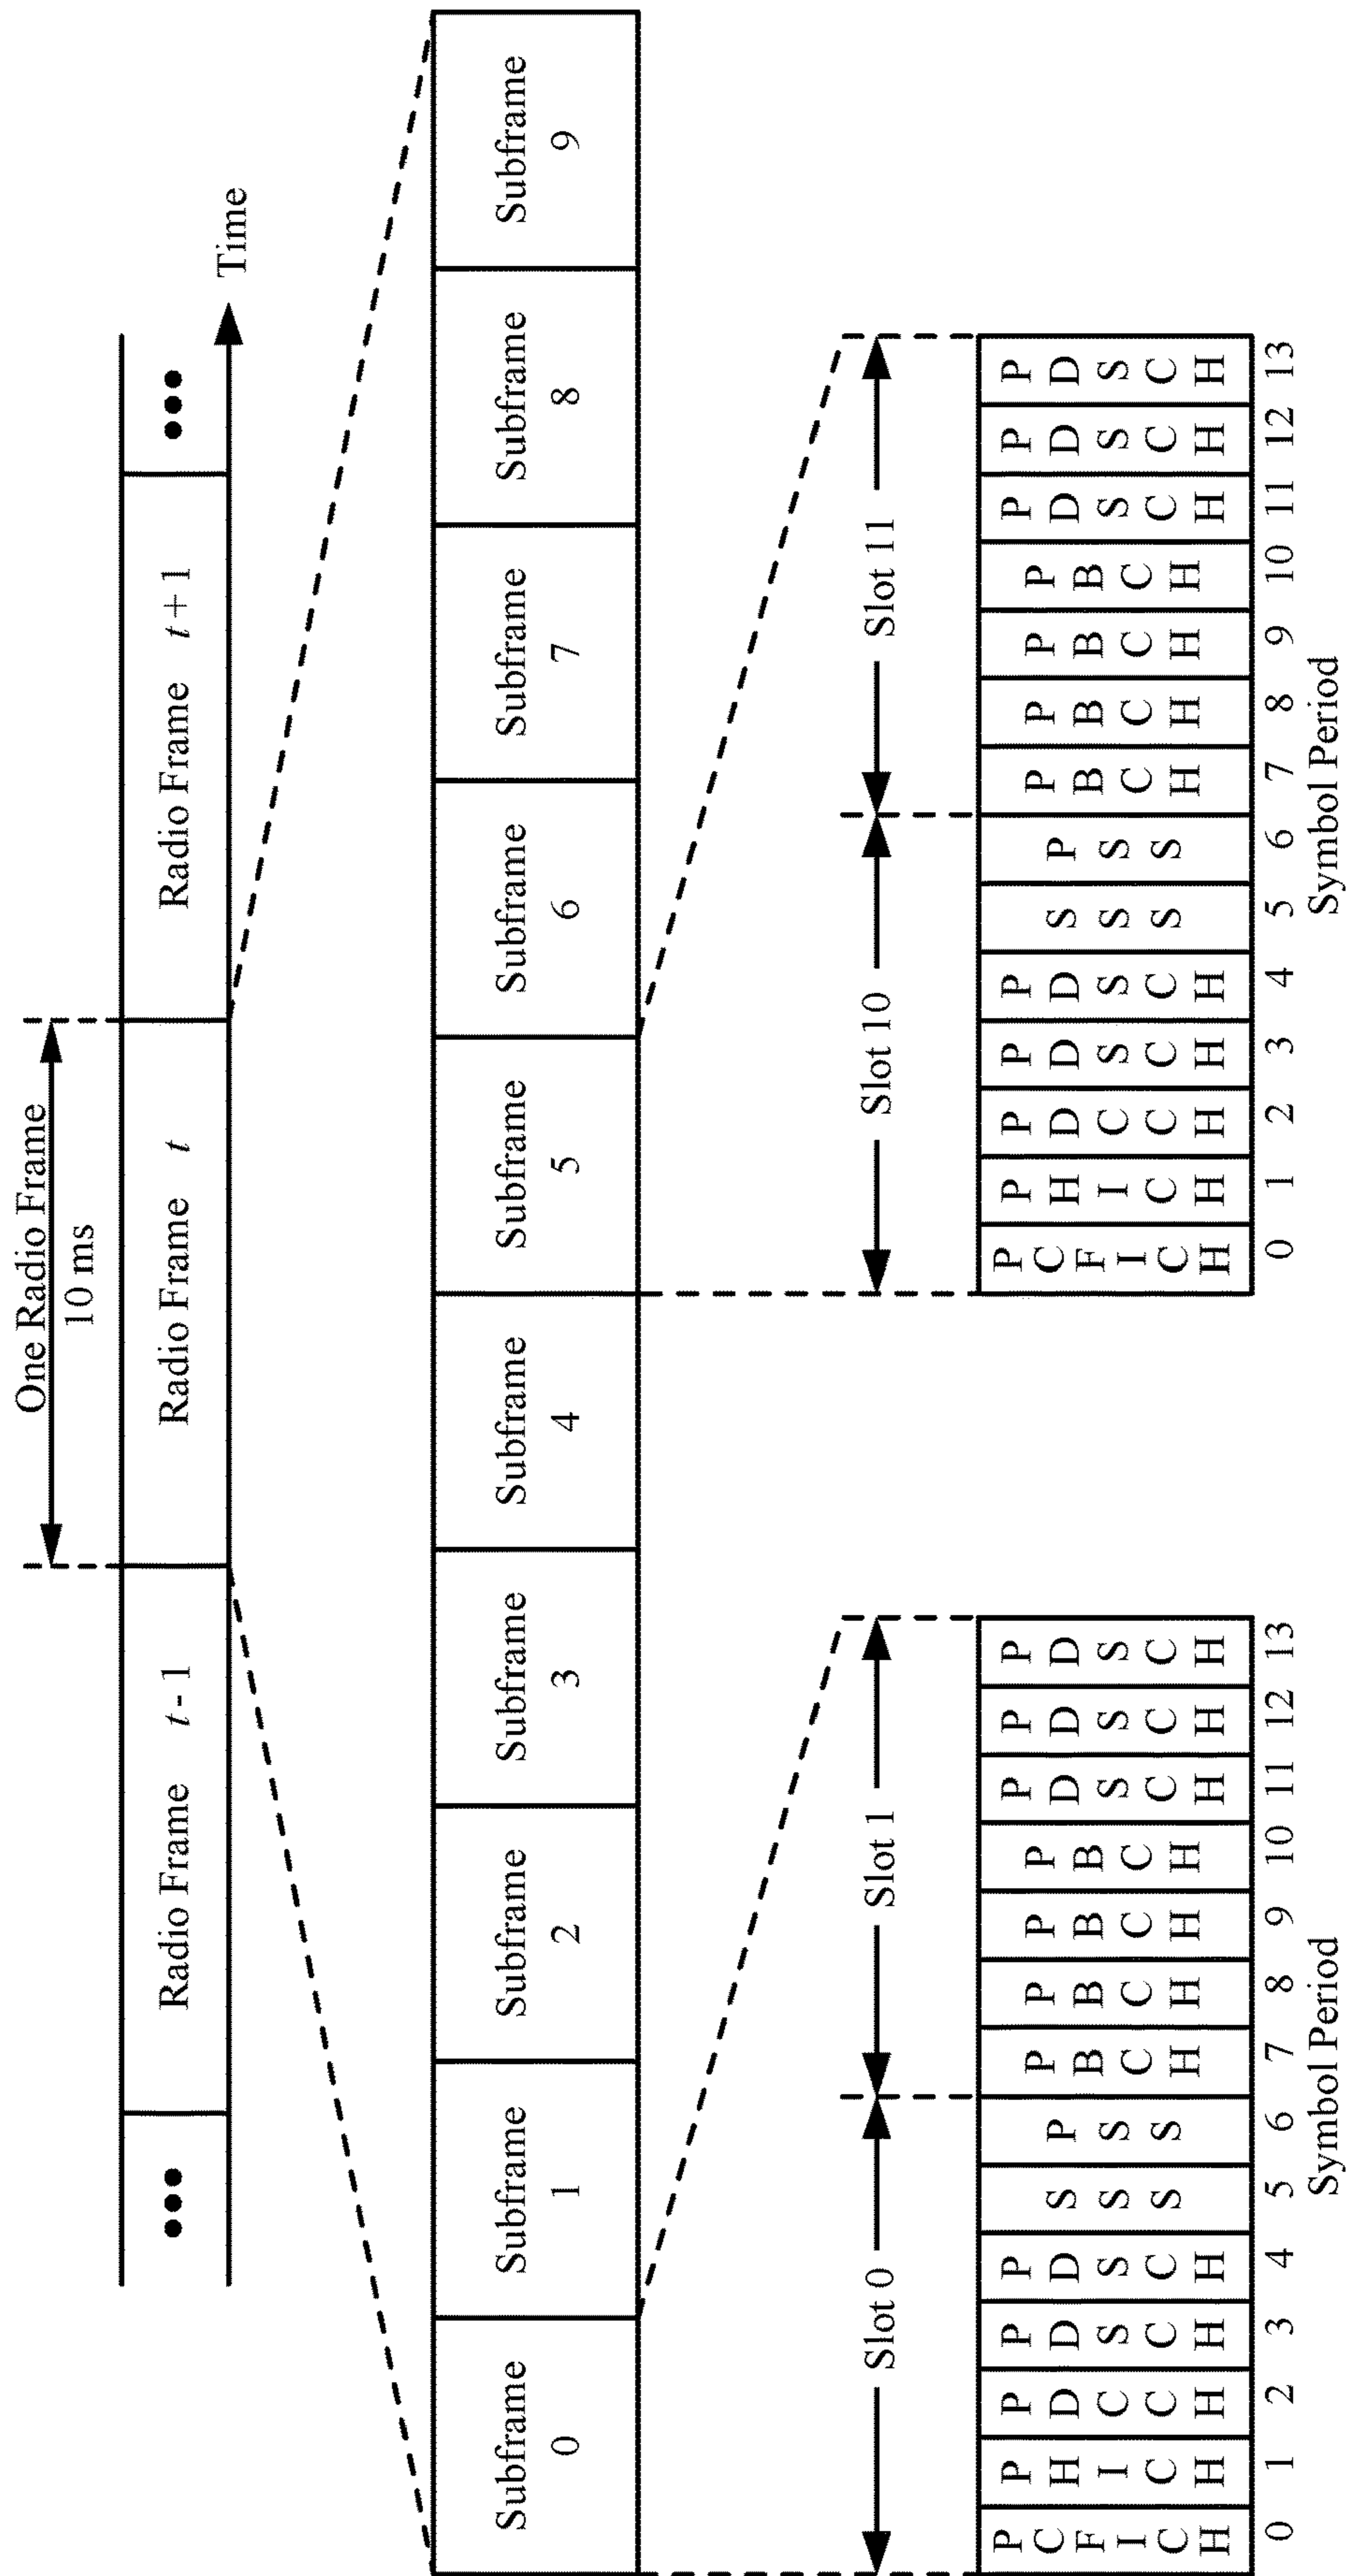 One Radio Frame
10 ms
Radio Frame t-1
Radio Frame t
Radio Frame t+1
Time
Subframe
0
Subframe
1
Subframe
2
Subframe
3
Subframe
4
Subframe
5
Subframe
6
Subframe
7
Subframe
8
Subframe
9
Slot 0
Slot 1
PCFICH
PHICH
PDCCH
PDSCH
PDSCH
SSS
PSS
PBCH
PBCH
PBCH
PBCH
PDSCH
PDSCH
PDSCH
0 1 2 3 4 5 6 7 8 9 10 11 12 13
Symbol Period
Slot 10
Slot 11
PCFICH
PHICH
PDCCH
PDSCH
PDSCH
SSS
PSS
PBCH
PBCH
PBCH
PBCH
PDSCH
PDSCH
PDSCH
0 1 2 3 4 5 6 7 8 9 10 11 12 13
Symbol Period